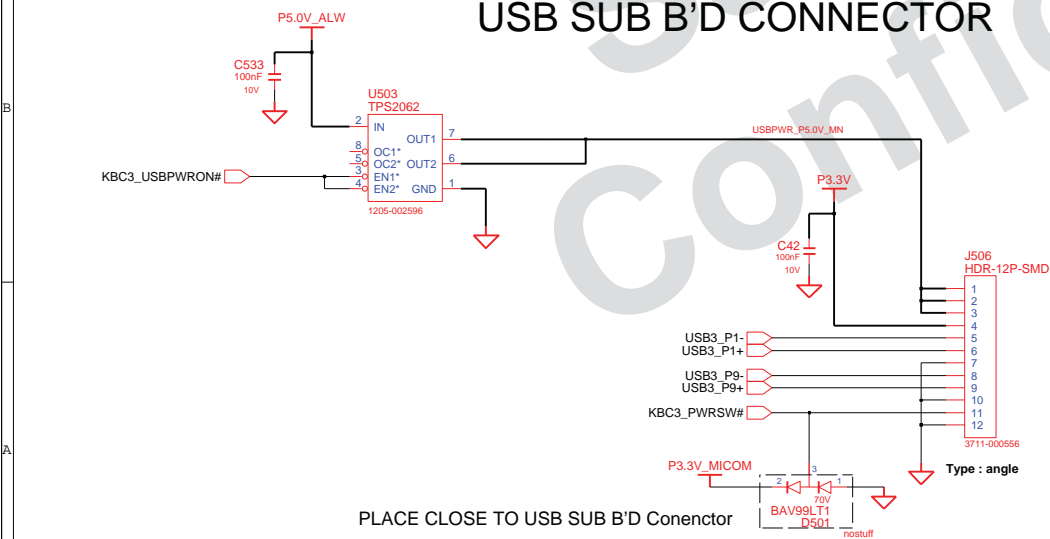 USB SUB B'D CONNECTOR
P5.0V_ALW
C533
100nF
10V
B
U503
TPS2062
2
IN
OUT1
7
USBPWR_P5.0V_MN
8
OC1*
5
OC2*
OUT2
6
3
EN1*
4
EN2*
GND
1
KBC3_USBPWRON#
1205-002596
P3.3V
C42
100nF
10V
J506
HDR-12P-SMD
1
2
3
4
USB3_P1-
5
USB3_P1+
6
7
USB3_P9-
8
USB3_P9+
9
10
KBC3_PWRSW#
11
12
3711-000556
A
Type : angle
P3.3V_MICOM
3
2
1
70V
BAV99LT1
D501
nostuff
PLACE CLOSE TO USB SUB B'D Conenctor
Confi